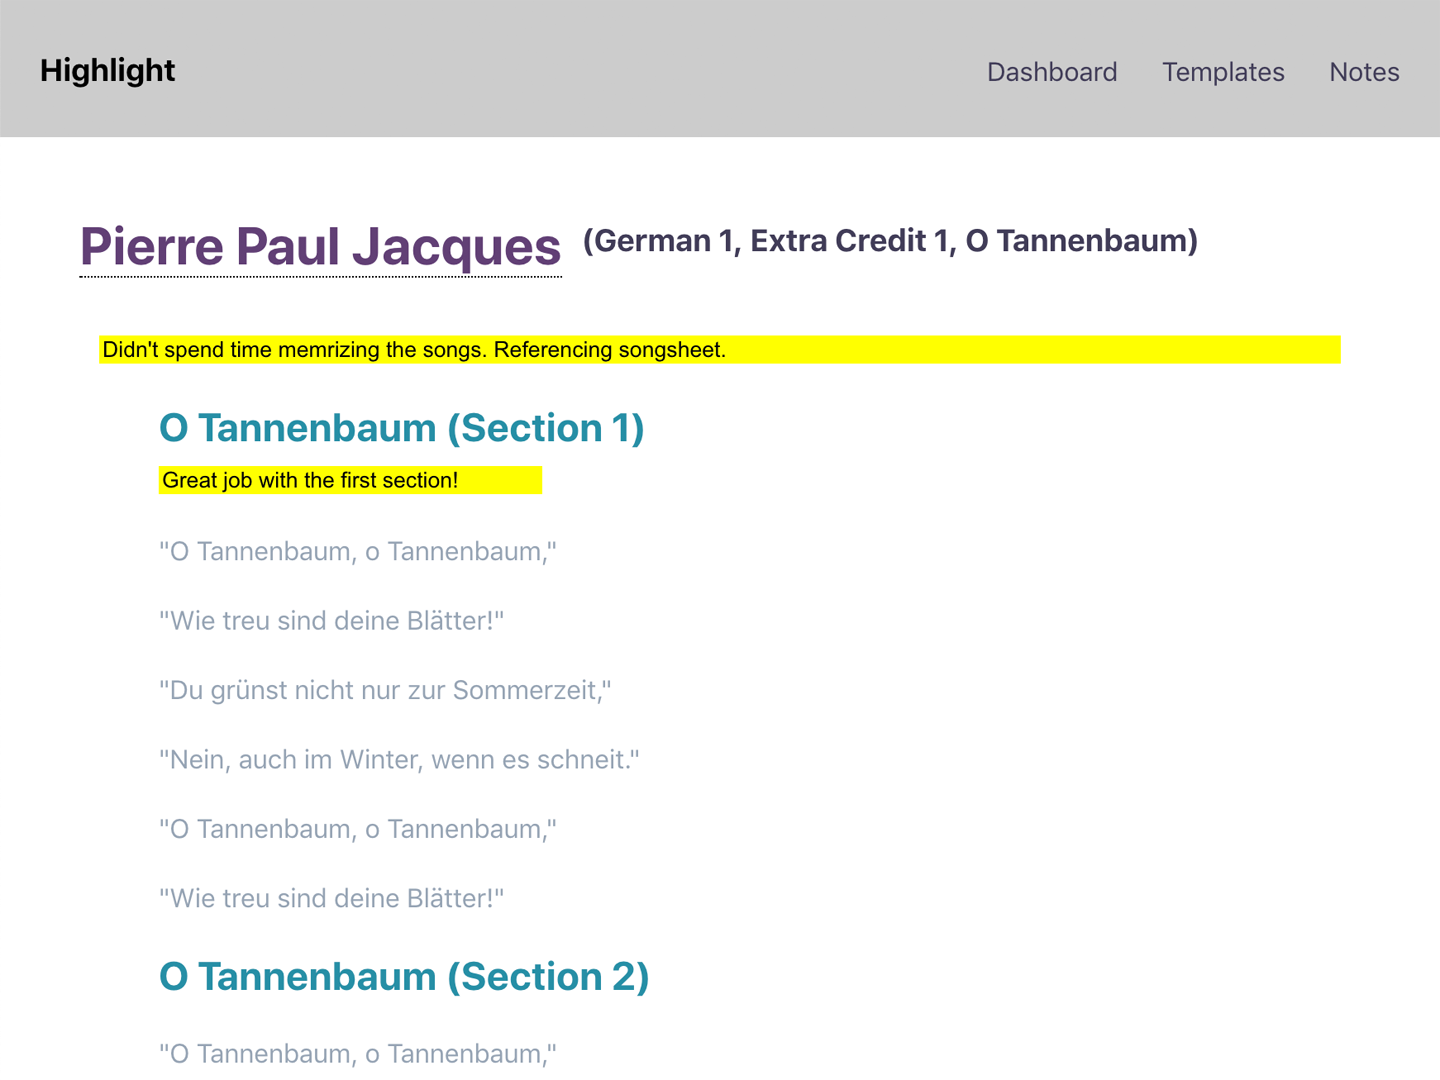 Highlight
Dashboard Templates Notes
Pierre Paul Jacques (German 1, Extra Credit 1, O Tannenbaum)
Didn't spend time memrizing the songs. Referencing songsheet.
O Tannenbaum (Section 1)
Great job with the first section!
"O Tannenbaum, o Tannenbaum,"
"Wie treu sind deine Blätter!"
"Du grünst nicht nur zur Sommerzeit,"
"Nein, auch im Winter, wenn es schneit."
"O Tannenbaum, o Tannenbaum,"
"Wie treu sind deine Blätter!"
O Tannenbaum (Section 2)
"O Tannenbaum, o Tannenbaum,"